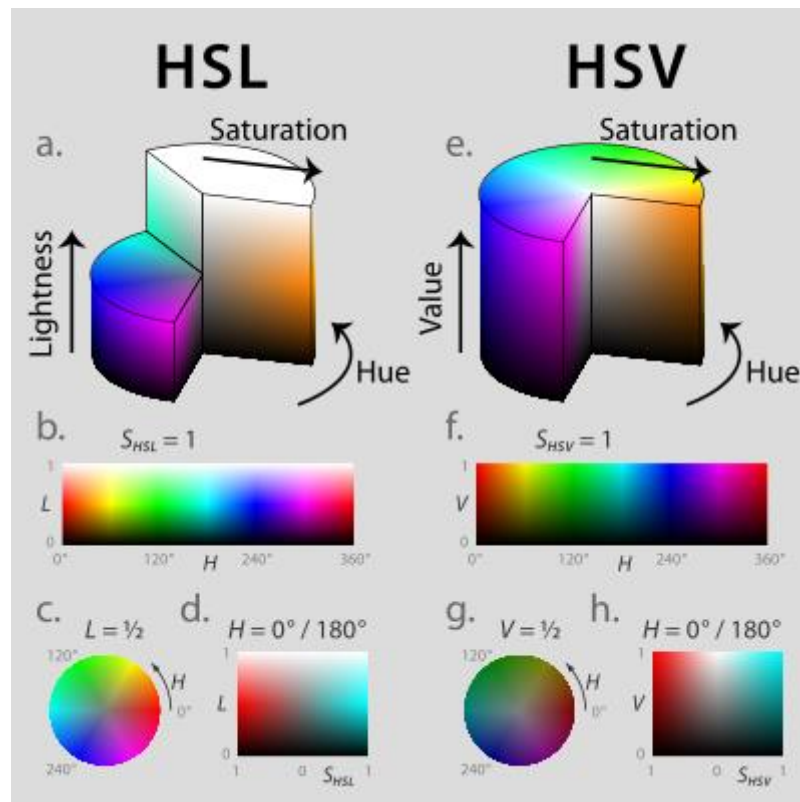 HSL
HSV
a.
Saturation
Lightness
Hue
e.
Saturation
Value
Hue
b.
S_HSL = 1
1
L
0
0°
120°
H
240°
360°
f.
S_HSV = 1
1
V
0
0°
120°
H
240°
360°
c.
L = ½
120°
H
0°
240°
d.
H = 0° / 180°
1
L
0
1
0
S_HSL
1
g.
V = ½
H
0°
240°
h.
H = 0° / 180°
1
V
0
1
0
S_HSV
1